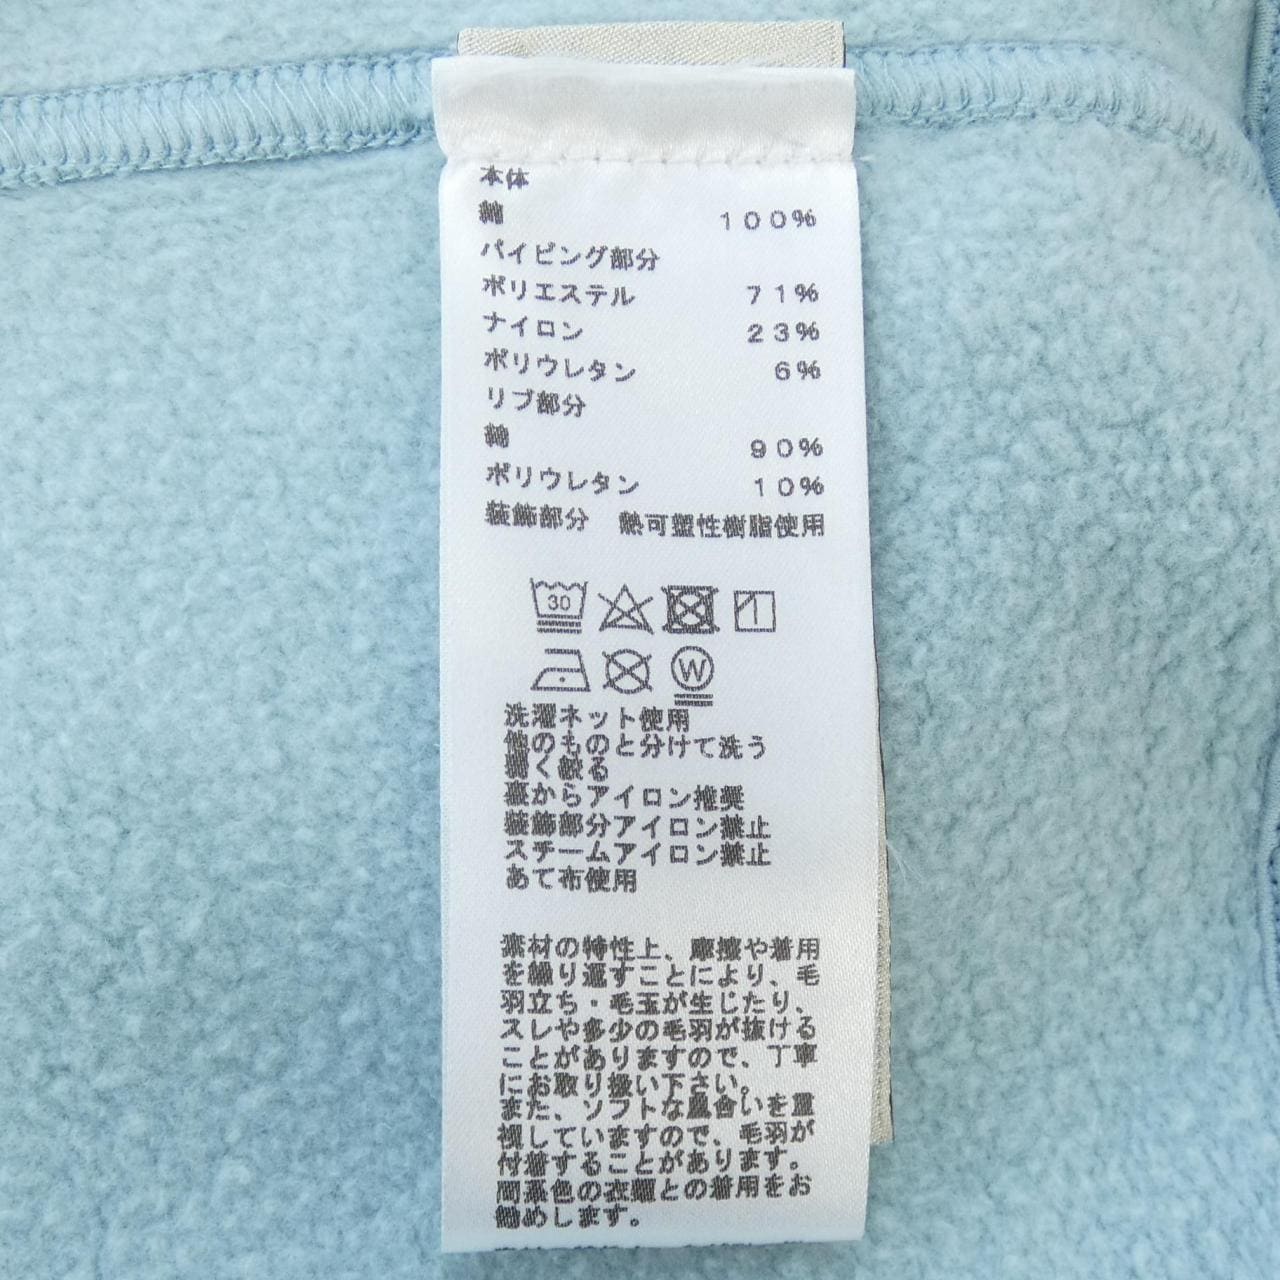 本体
綿 100%
パイピング部分
ポリエステル 71%
ナイロン 23%
ポリウレタン 6%
リブ部分
綿 90%
ポリウレタン 10%
装飾部分 熱可塑性樹脂使用
30
W
洗濯ネット使用
他のものと分けて洗う
弱く絞る
裏からアイロン推奨
装飾部分アイロン禁止
スチームアイロン禁止
あて布使用
素材の特性上、摩擦や着用
を繰り返すことにより、毛
羽立ち・毛玉が生じたり、
スレや多少の毛羽が抜ける
ことがありますので、丁寧
にお取り扱い下さい。
また、ソフトな風合いを重
視していますので、毛羽が
付着することがあります。
同系色の衣類との着用をお
勧めします。